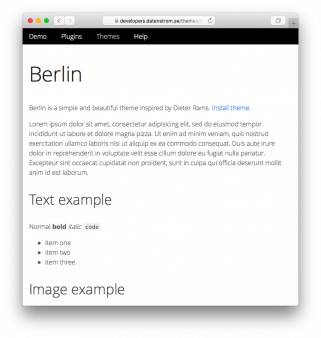 developers.datenstrom.se/themes/
Demo Plugins Themes Help
Berlin
Berlin is a simple and beautiful theme inspired by Dieter Rams. Install theme.
Lorem ipsum dolor sit amet, consectetur adipisicing elit, sed do eiusmod tempor
incididunt ut labore et dolore magna pizza. Ut enim ad minim veniam, quis nostrud
exercitation ullamco laboris nisi ut aliquip ex ea commodo consequat. Duis aute irure
dolor in reprehenderit in voluptate velit esse cillum dolore eu fugiat nulla pariatur.
Excepteur sint occaecat cupidatat non proident, sunt in culpa qui officia deserunt mollit
anim id est laborum.
Text example
Normal bold italic code
item one
item two
item three
Image example